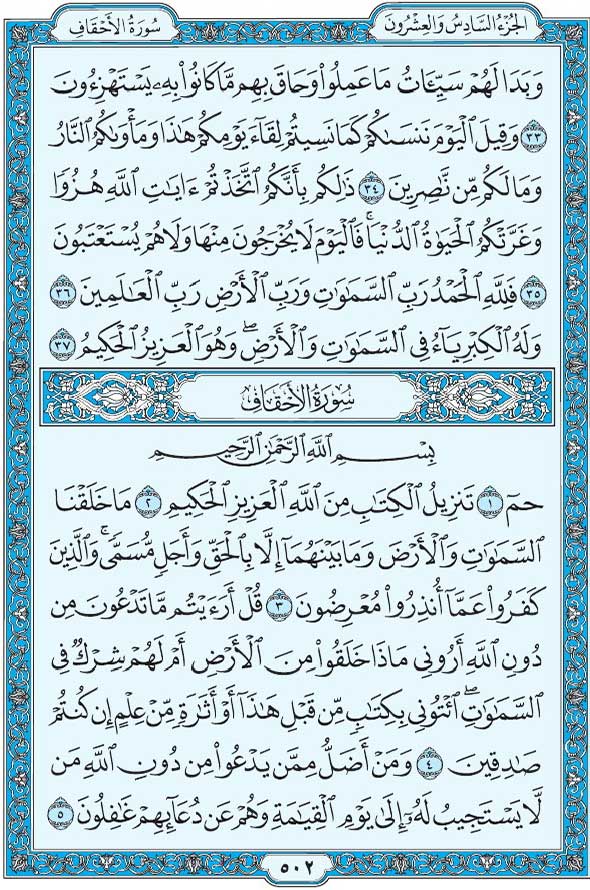 الجزء السادس والعشرون
سورة الأحقاف
وَبَدَا لَهُمْ سَيِّـَٔاتُ مَا عَمِلُوا۟ وَحَاقَ بِهِم مَّا كَانُوا۟ بِهِۦ يَسْتَهْزِءُونَ
٣٣ وَقِيلَ ٱلْيَوْمَ نَنسَىٰكُمْ كَمَا نَسِيتُمْ لِقَآءَ يَوْمِكُمْ هَـٰذَا وَمَأْوَىٰكُمُ ٱلنَّارُ
وَمَا لَكُم مِّن نَّـٰصِرِينَ ٣٤ ذَٰلِكُم بِأَنَّكُمُ ٱتَّخَذْتُمْ ءَايَـٰتِ ٱللَّهِ هُزُوًا
وَغَرَّتْكُمُ ٱلْحَيَوٰةُ ٱلدُّنْيَا ۚ فَٱلْيَوْمَ لَا يُخْرَجُونَ مِنْهَا وَلَا هُمْ يُسْتَعْتَبُونَ
٣٥ فَلِلَّهِ ٱلْحَمْدُ رَبِّ ٱلسَّمَـٰوَٰتِ وَرَبِّ ٱلْأَرْضِ رَبِّ ٱلْعَـٰلَمِينَ ٣٦
وَلَهُ ٱلْكِبْرِيَآءُ فِى ٱلسَّمَـٰوَٰتِ وَٱلْأَرْضِ ۖ وَهُوَ ٱلْعَزِيزُ ٱلْحَكِيمُ ٣٧
سُورَةُ الأَحْقَافِ
بِسْمِ ٱللَّهِ ٱلرَّحْمَـٰنِ ٱلرَّحِيمِ
حمٓ ١ تَنزِيلُ ٱلْكِتَـٰبِ مِنَ ٱللَّهِ ٱلْعَزِيزِ ٱلْحَكِيمِ ٢ مَا خَلَقْنَا
ٱلسَّمَـٰوَٰتِ وَٱلْأَرْضَ وَمَا بَيْنَهُمَآ إِلَّا بِٱلْحَقِّ وَأَجَلٍ مُّسَمًّى ۚ وَٱلَّذِينَ
كَفَرُوا۟ عَمَّآ أُنذِرُوا۟ مُعْرِضُونَ ٣ قُلْ أَرَءَيْتُم مَّا تَدْعُونَ مِن
دُونِ ٱللَّهِ أَرُونِى مَاذَا خَلَقُوا۟ مِنَ ٱلْأَرْضِ أَمْ لَهُمْ شِرْكٌ فِى
ٱلسَّمَـٰوَٰتِ ۖ ٱئْتُونِى بِكِتَـٰبٍ مِّن قَبْلِ هَـٰذَآ أَوْ أَثَـٰرَةٍ مِّنْ عِلْمٍ إِن كُنتُمْ
صَـٰدِقِينَ ٤ وَمَنْ أَضَلُّ مِمَّن يَدْعُوا۟ مِن دُونِ ٱللَّهِ مَن
لَّا يَسْتَجِيبُ لَهُۥٓ إِلَىٰ يَوْمِ ٱلْقِيَـٰمَةِ وَهُمْ عَن دُعَآئِهِمْ غَـٰفِلُونَ ٥
٥٠٢